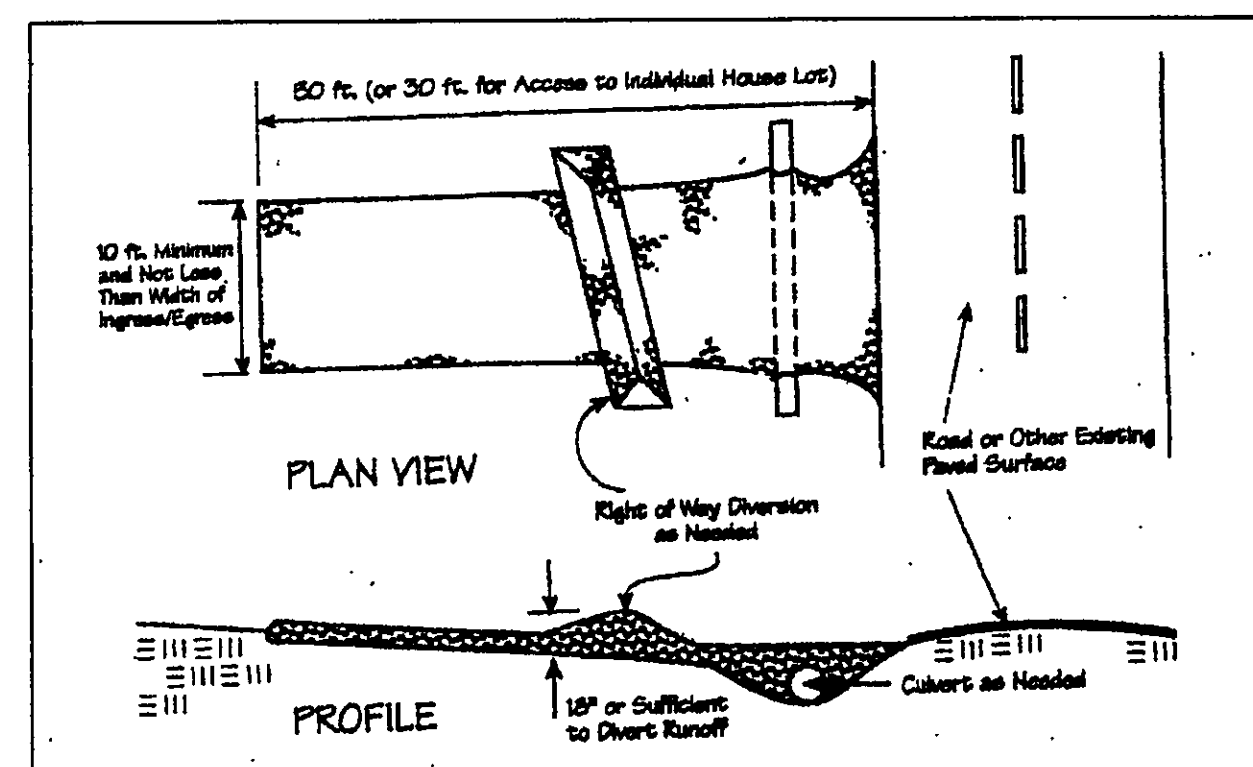 50 ft. (or 30 ft. for Access to Individual House Lot)
10 ft. Minimum
and Not Less
Than Width of
Ingress/Egress
PLAN VIEW
Right of Way Diversion
as Needed
Road or Other Existing
Paved Surface
Culvert as Needed
18" or Sufficient
to Divert Runoff
PROFILE